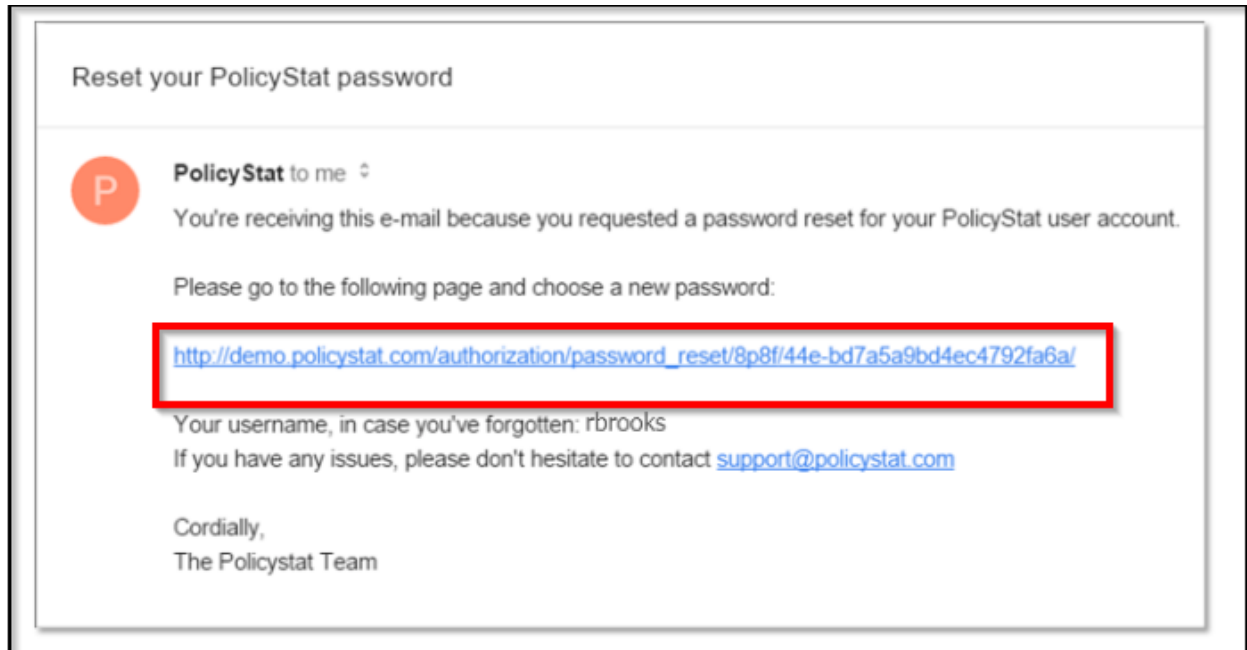 Reset your PolicyStat password
P
PolicyStat to me
You're receiving this e-mail because you requested a password reset for your PolicyStat user account.
Please go to the following page and choose a new password:
http://demo.policystat.com/authorization/password_reset/8p8f/44e-bd7a5a9bd4ec4792fa6a/
Your username, in case you've forgotten: rbrooks
If you have any issues, please don't hesitate to contact support@policystat.com
Cordially,
The Policystat Team